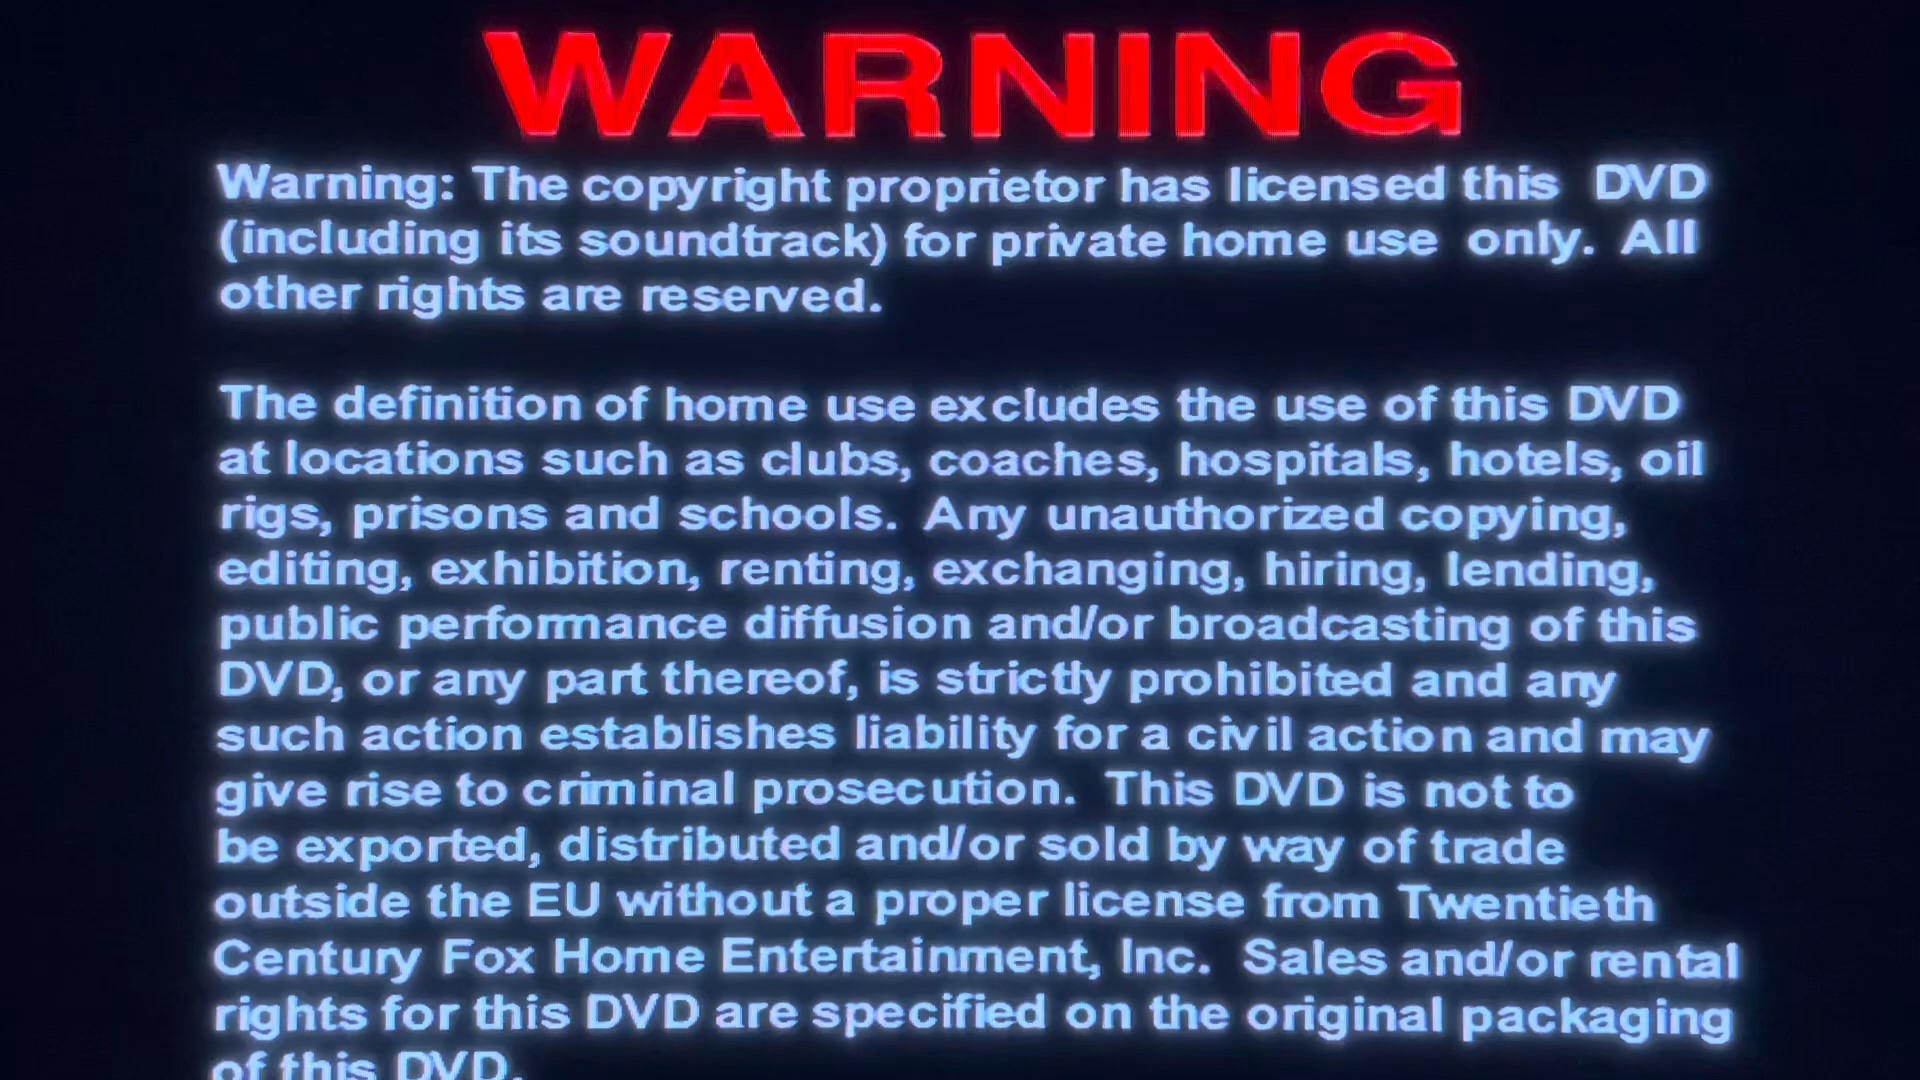 WARNING
Warning: The copyright proprietor has licensed this DVD
(including its soundtrack) for private home use only. All
other rights are reserved.
The definition of home use excludes the use of this DVD
at locations such as clubs, coaches, hospitals, hotels, oil
rigs, prisons and schools. Any unauthorized copying,
editing, exhibition, renting, exchanging, hiring, lending,
public performance diffusion and/or broadcasting of this
DVD, or any part thereof, is strictly prohibited and any
such action establishes liability for a civil action and may
give rise to criminal prosecution. This DVD is not to
be exported, distributed and/or sold by way of trade
outside the EU without a proper license from Twentieth
Century Fox Home Entertainment, Inc. Sales and/or rental
rights for this DVD are specified on the original packaging
of this DVD.